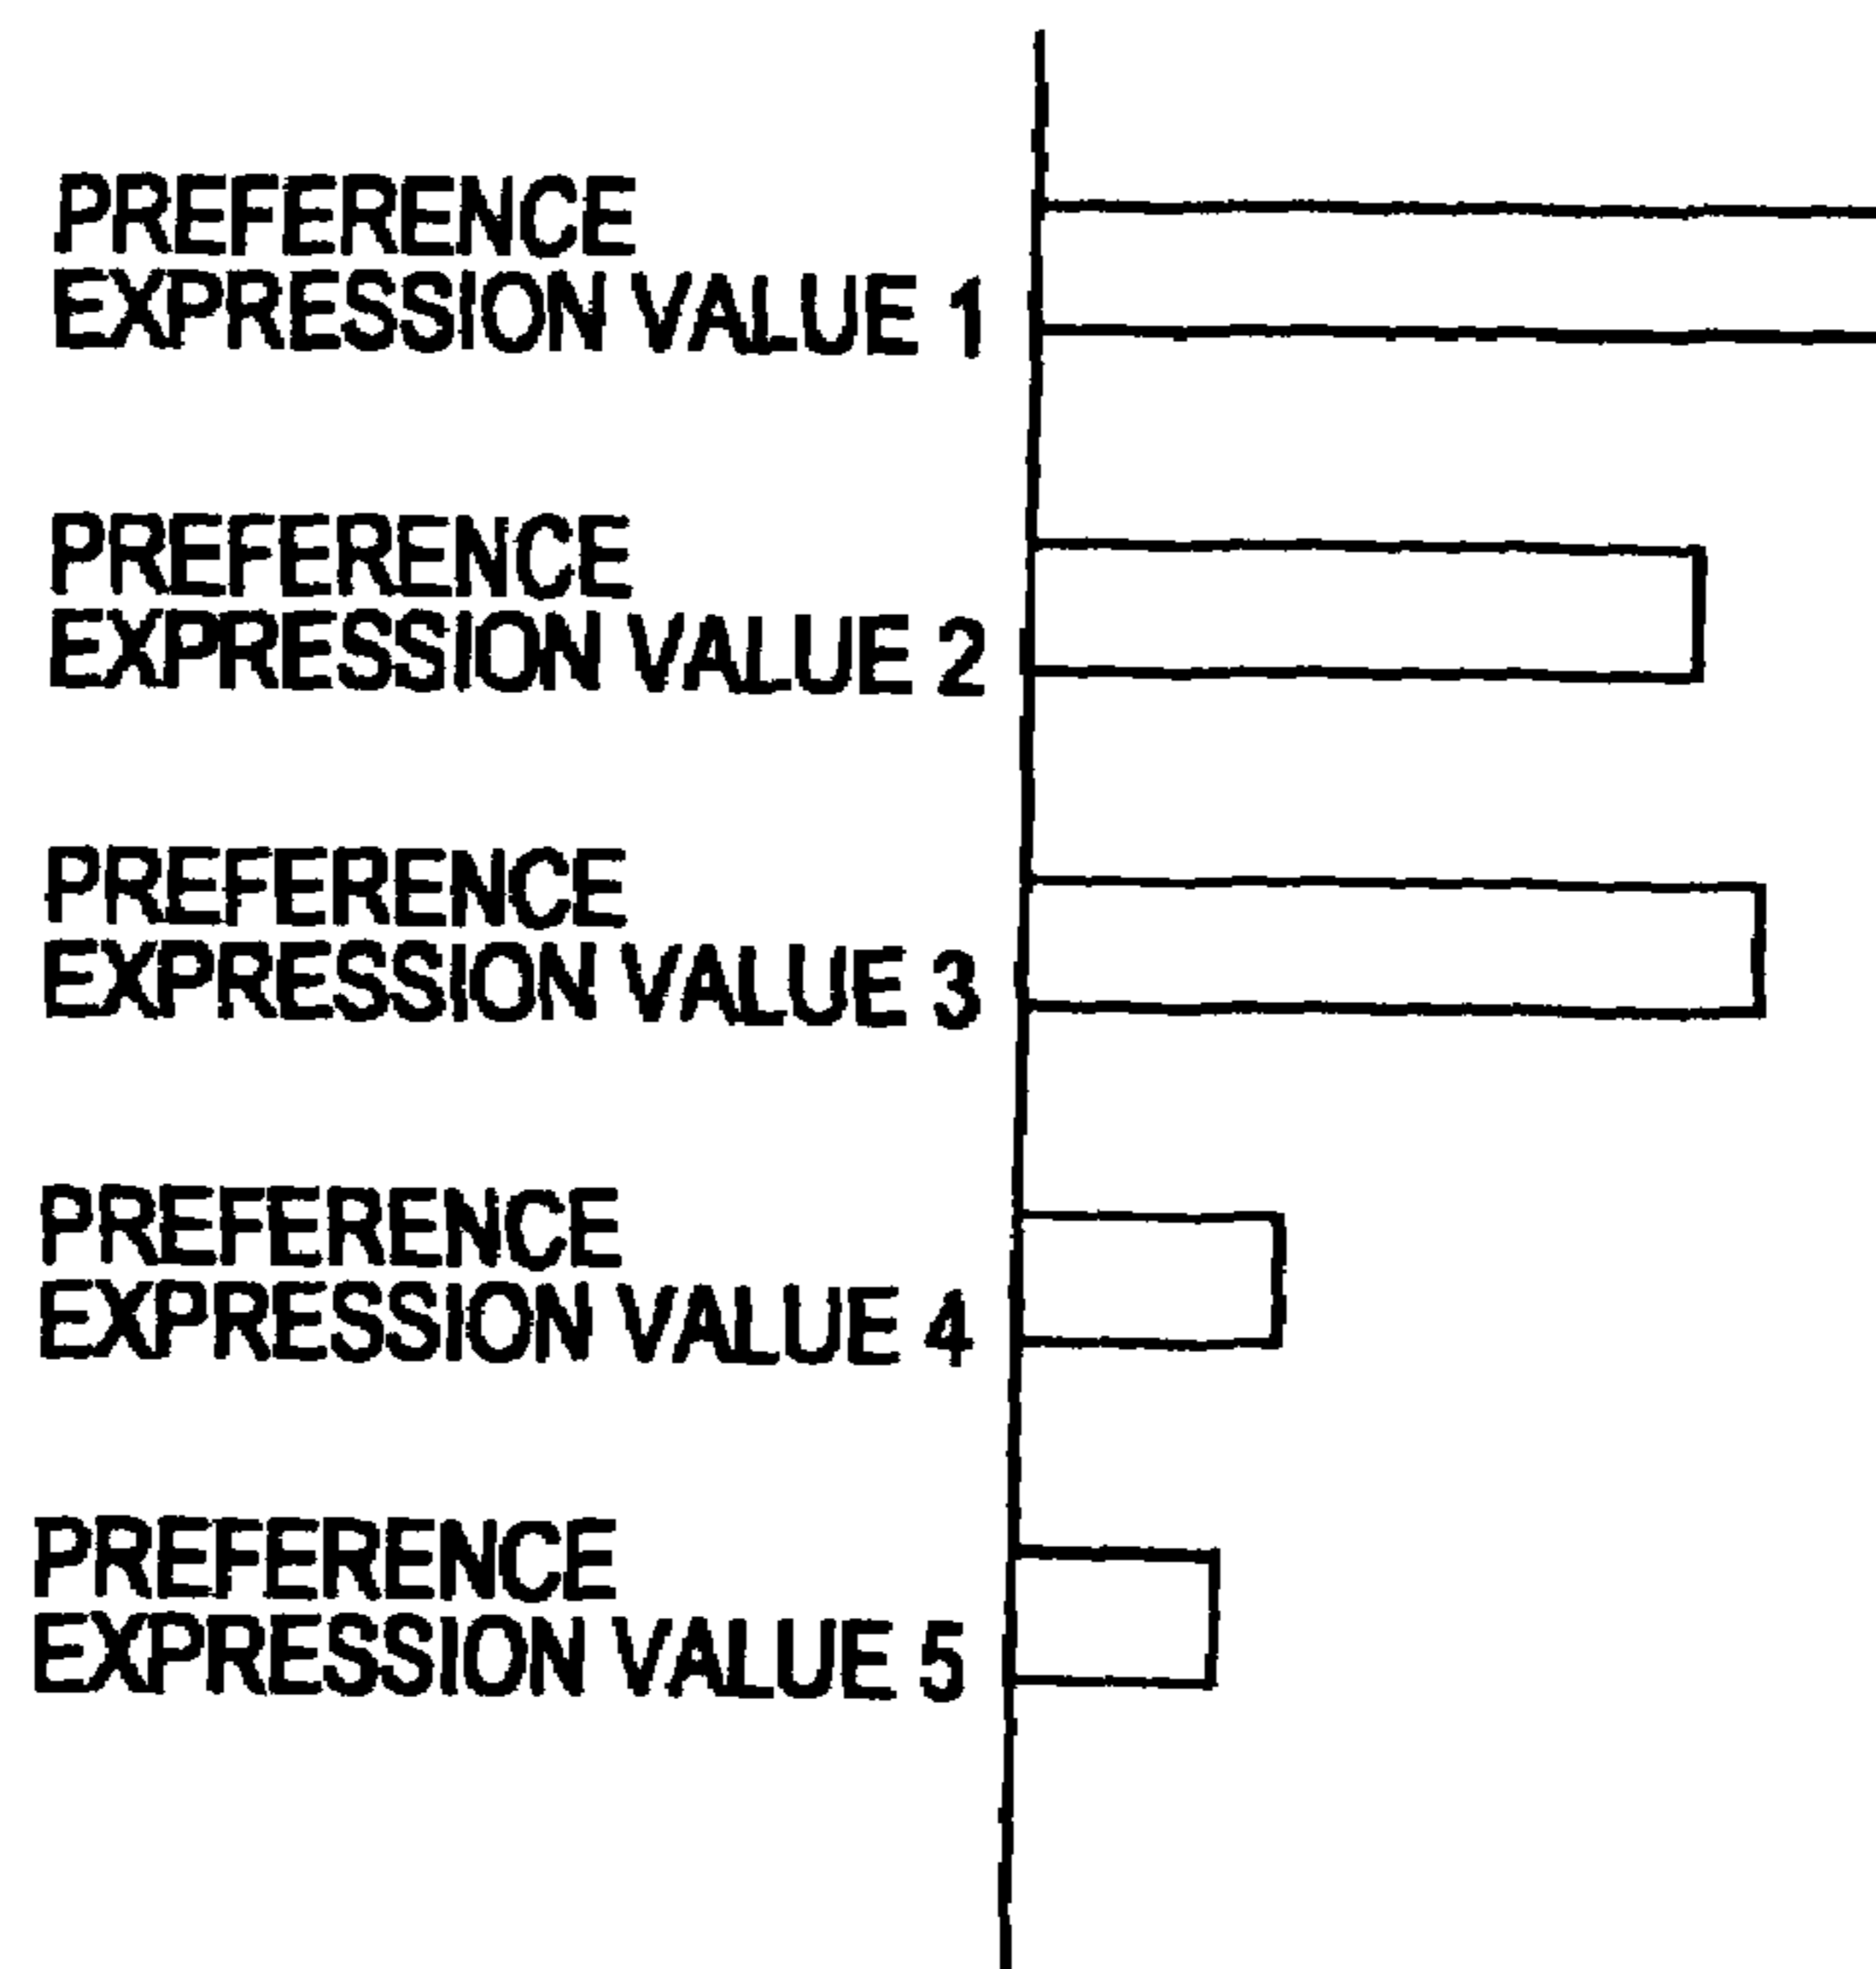 PREFERENCE
EXPRESSION VALUE 1
PREFERENCE
EXPRESSION VALUE 2
PREFERENCE
EXPRESSION VALUE 3
PREFERENCE
EXPRESSION VALUE 4
PREFERENCE
EXPRESSION VALUE 5